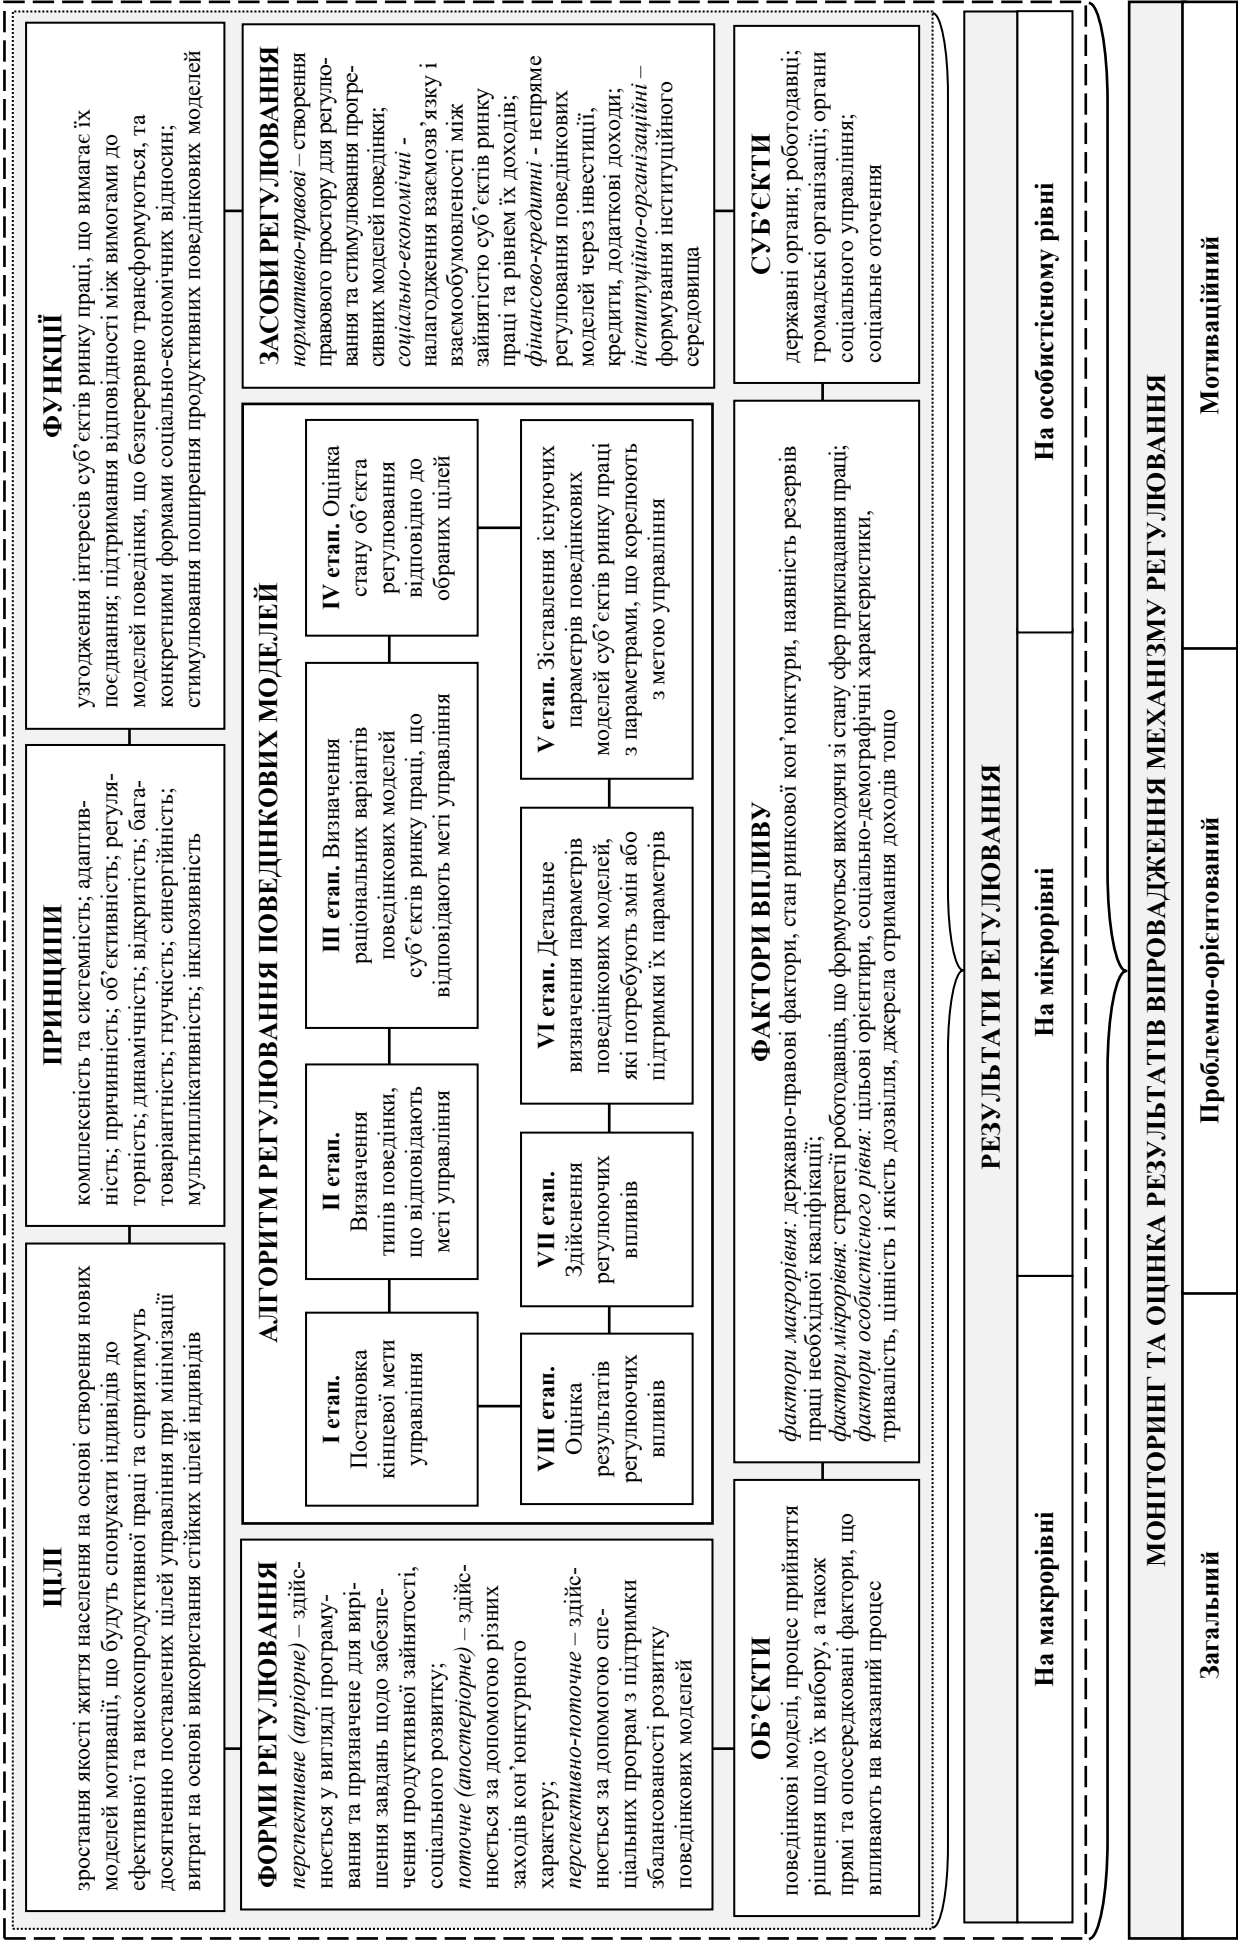 ЦІЛІ
зростання якості життя населення на основі створення нових
моделей мотивації, що будуть спонукати індивідів до
ефективної та високопродуктивної праці та сприятимуть
досягненню поставлених цілей управління при мінімізації
витрат на основі використання стійких цілей індивідів
ПРИНЦИПИ
комплексність та системність; адаптив-
ність; причинність; об’єктивність; регуля-
торність; динамічність; відкритість; бага-
товаріантність; гнучкість; синергійність;
мультиплікативність; інклюзивність
ФУНКЦІЇ
узгодження інтересів суб’єктів ринку праці, що вимагає їх
поєднання; підтримання відповідності між вимогами до
моделей поведінки, що безперервно трансформуються, та
конкретними формами соціально-економічних відносин;
стимулювання поширення продуктивних поведінкових моделей
ФОРМИ РЕГУЛЮВАННЯ
перспективне (апріорне) – здійс-
нюється у вигляді програму-
вання та призначене для вирі-
шення завдань щодо забезпе-
чення продуктивної зайнятості,
соціального розвитку;
поточне (апостеріорне) – здійс-
нюється за допомогою різних
заходів кон’юнктурного
характеру;
перспективно-поточне – здійс-
нюється за допомогою спе-
ціальних програм з підтримки
збалансованості розвитку
поведінкових моделей
АЛГОРИТМ РЕГУЛЮВАННЯ ПОВЕДІНКОВИХ МОДЕЛЕЙ
І етап.
Постановка
кінцевої мети
управління
ІІ етап.
Визначення
типів поведінки,
що відповідають
меті управління
ІІІ етап. Визначення
раціональних варіантів
поведінкових моделей
суб’єктів ринку праці, що
відповідають меті управління
IV етап. Оцінка
стану об’єкта
регулювання
відповідно до
обраних цілей
VIII етап.
Оцінка
результатів
регулюючих
впливів
VII етап.
Здійснення
регулюючих
впливів
VI етап. Детальне
визначення параметрів
поведінкових моделей,
які потребують змін або
підтримки їх параметрів
V етап. Зіставлення існуючих
параметрів поведінкових
моделей суб’єктів ринку праці
з параметрами, що корелюють
з метою управління
ЗАСОБИ РЕГУЛЮВАННЯ
нормативно-правові – створення
правового простору для регулю-
вання та стимулювання прогре-
сивних моделей поведінки;
соціально-економічні -
налагодження взаємозв’язку і
взаємообумовленості між
зайнятістю суб’єктів ринку
праці та рівнем їх доходів;
фінансово-кредитні - непряме
регулювання поведінкових
моделей через інвестиції,
кредити, додаткові доходи;
інституційно-організаційні –
формування інституційного
середовища
ОБ’ЄКТИ
поведінкові моделі, процес прийняття
рішення щодо їх вибору, а також
прямі та опосередковані фактори, що
впливають на вказаний процес
ФАКТОРИ ВПЛИВУ
фактори макрорівня: державно-правові фактори, стан ринкової кон’юнктури, наявність резервів
праці необхідної кваліфікації;
фактори мікрорівня: стратегії роботодавців, що формуються виходячи зі стану сфер прикладання праці;
фактори особистісного рівня: цільові орієнтири, соціально-демографічні характеристики,
тривалість, цінність і якість дозвілля, джерела отримання доходів тощо
СУБ’ЄКТИ
державні органи; роботодавці;
громадські організації; органи
соціального управління;
соціальне оточення
РЕЗУЛЬТАТИ РЕГУЛЮВАННЯ
На макрорівні
На мікрорівні
На особистісному рівні
МОНІТОРИНГ ТА ОЦІНКА РЕЗУЛЬТАТІВ ВПРОВАДЖЕННЯ МЕХАНІЗМУ РЕГУЛЮВАННЯ
Загальний
Проблемно-орієнтований
Мотиваційний